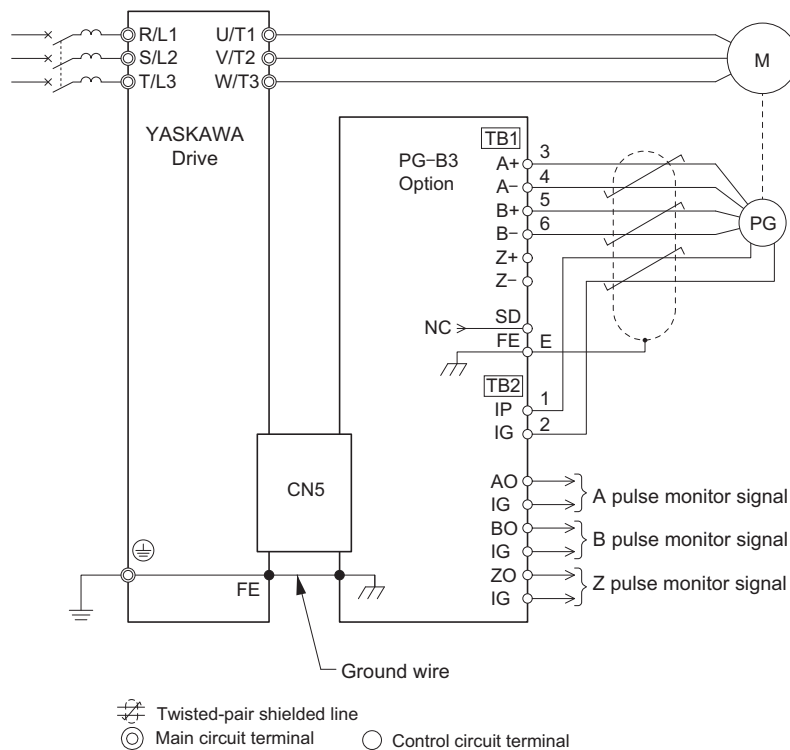 R/L1 U/T1
S/L2 V/T2
T/L3 W/T3
M
YASKAWA
Drive
PG-B3
Option
TB1
A+ 3
A- 4
B+ 5
B- 6
Z+
Z-
PG
NC SD
FE E
TB2
IP 1
IG 2
CN5
AO
IG
A pulse monitor signal
BO
IG
B pulse monitor signal
ZO
IG
Z pulse monitor signal
FE
Ground wire
Twisted-pair shielded line
Main circuit terminal Control circuit terminal